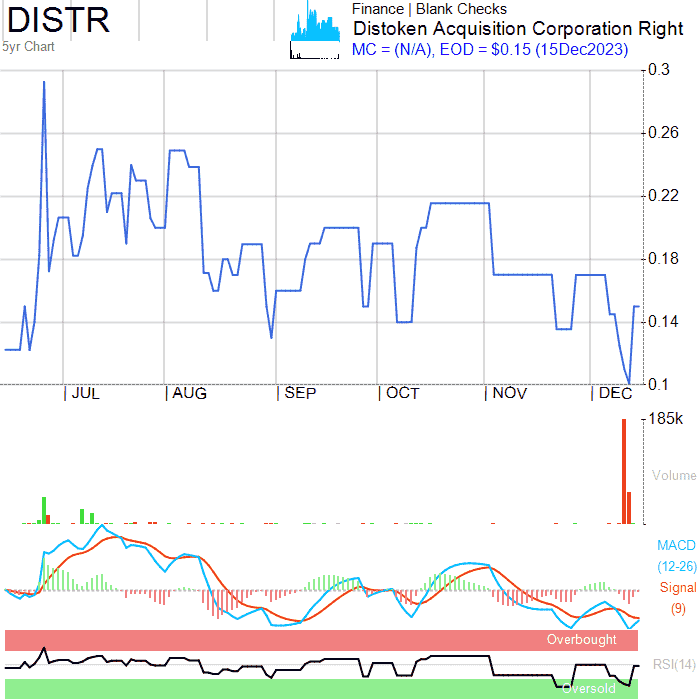 DISTR
5yr Chart
Finance | Blank Checks
Distoken Acquisition Corporation Right
MC = (N/A), EOD = $0.15 (15Dec2023)
0.3
0.26
0.22
0.18
0.14
0.1
JUL AUG SEP OCT NOV DEC
185k
Volume
MACD
(12-26)
Signal
(9)
Overbought
RSI(14)
Oversold